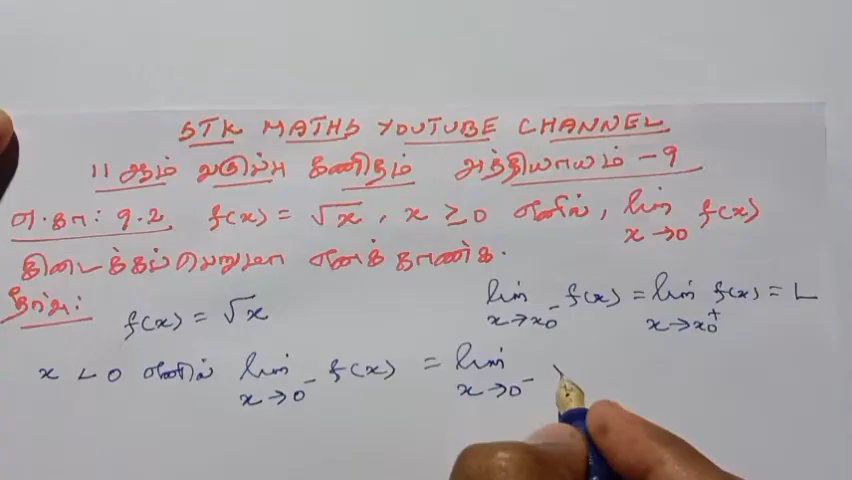 STK MATHS YOUTUBE CHANNEL
11 ஆம் வகுப்பு கணிதம் அத்தியாயம் - 9
எ.கா: 9.2 f(x) = √x, x ≥ 0 எனில், lim x→0 f(x)
கிடைக்கப்பெறுமா எனக் காண்க.
தீர்வு:
f(x) = √x
lim x→x₀⁻ f(x) = lim x→x₀⁺ f(x) = L
x < 0 எனில் lim x→0⁻ f(x) = lim x→0⁻